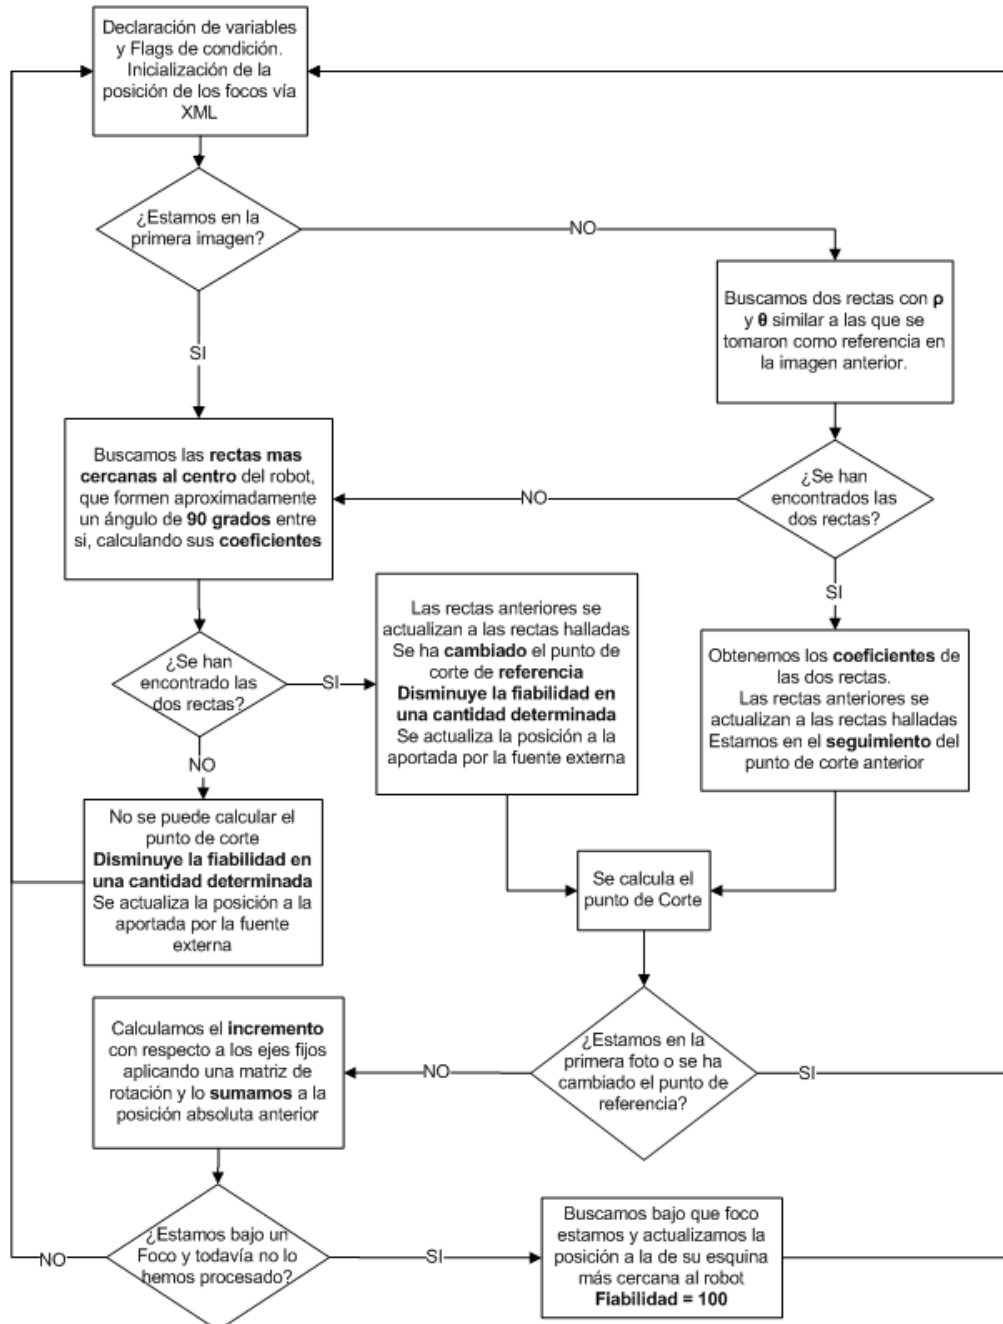 Declaración de variables
y Flags de condición.
Inicialización de la
posición de los focos vía
XML
¿Estamos en la
primera imagen?
NO
Buscamos dos rectas con ρ
y θ similar a las que se
tomaron como referencia en
la imagen anterior.
SI
Buscamos las rectas mas
cercanas al centro del robot,
que formen aproximadamente
un ángulo de 90 grados entre
si, calculando sus coeficientes
NO
¿Se han
encontrados las
dos rectas?
SI
¿Se han
encontrado las
dos rectas?
SI
Las rectas anteriores se
actualizan a las rectas halladas
Se ha cambiado el punto de
corte de referencia
Disminuye la fiabilidad en
una cantidad determinada
Se actualiza la posición a la
aportada por la fuente externa
Obtenemos los coeficientes de
las dos rectas.
Las rectas anteriores se
actualizan a las rectas halladas
Estamos en el seguimiento del
punto de corte anterior
NO
No se puede calcular el
punto de corte
Disminuye la fiabilidad en
una cantidad determinada
Se actualiza la posición a la
aportada por la fuente
externa
Se calcula el
punto de Corte
¿Estamos en la
primera foto o se ha
cambiado el punto de
referencia?
NO
SI
Calculamos el incremento
con respecto a los ejes fijos
aplicando una matriz de
rotación y lo sumamos a la
posición absoluta anterior
¿Estamos bajo un
Foco y todavía no lo
hemos procesado?
NO
SI
Buscamos bajo que foco
estamos y actualizamos la
posición a la de su esquina
más cercana al robot
Fiabilidad = 100